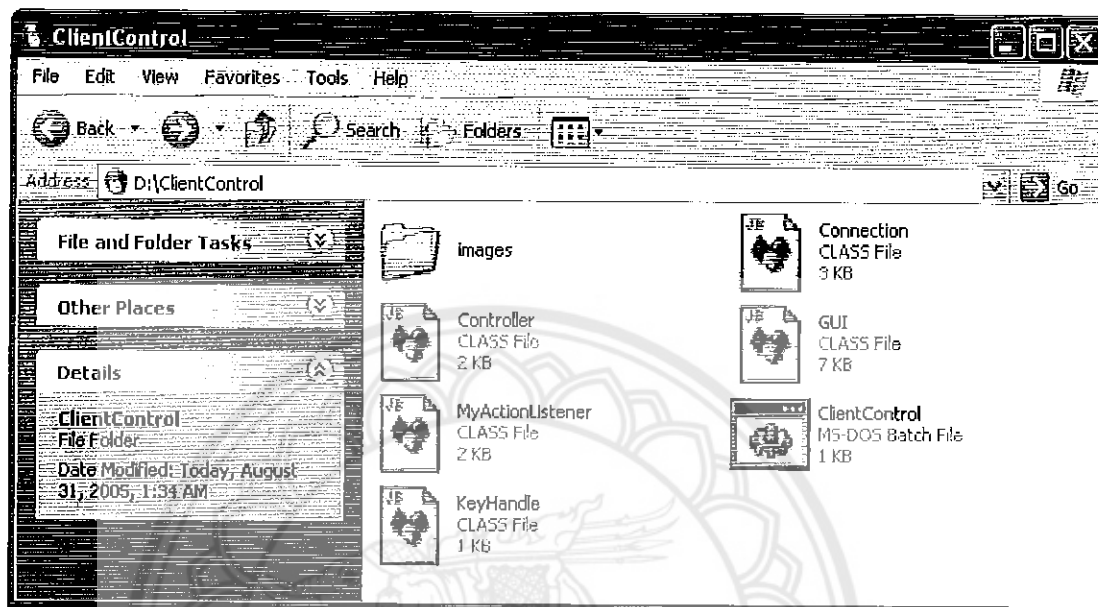 ClientControl
File Edit View Favorites Tools Help
Back Search Folders
Address D:\ClientControl Go
File and Folder Tasks
Other Places
Details
ClientControl
File Folder
Date Modified: Today, August
31, 2005, 1:34 AM
images
Connection
CLASS File
3 KB
Controller
CLASS File
2 KB
GUI
CLASS File
7 KB
MyActionListener
CLASS File
2 KB
ClientControl
MS-DOS Batch File
1 KB
KeyHandle
CLASS File
1 KB